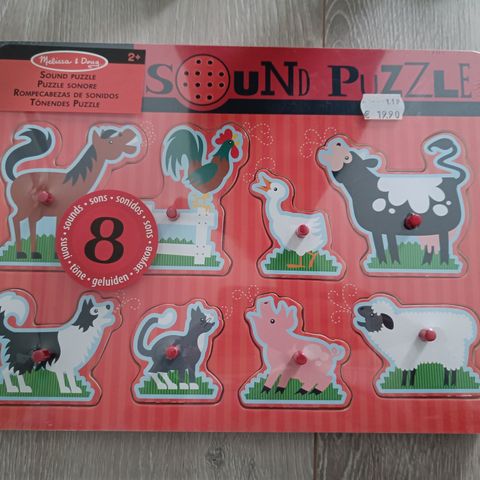 Melissa & Doug
2+
SOUND PUZZLE
PUZZLE SONORE
ROMPECABEZAS DE SONIDOS
TÖNENDES PUZZLE
SOUND PUZZLE
€ 19.90
8
sounds • sons • sonidos • sons
töne • geluiden • звуков